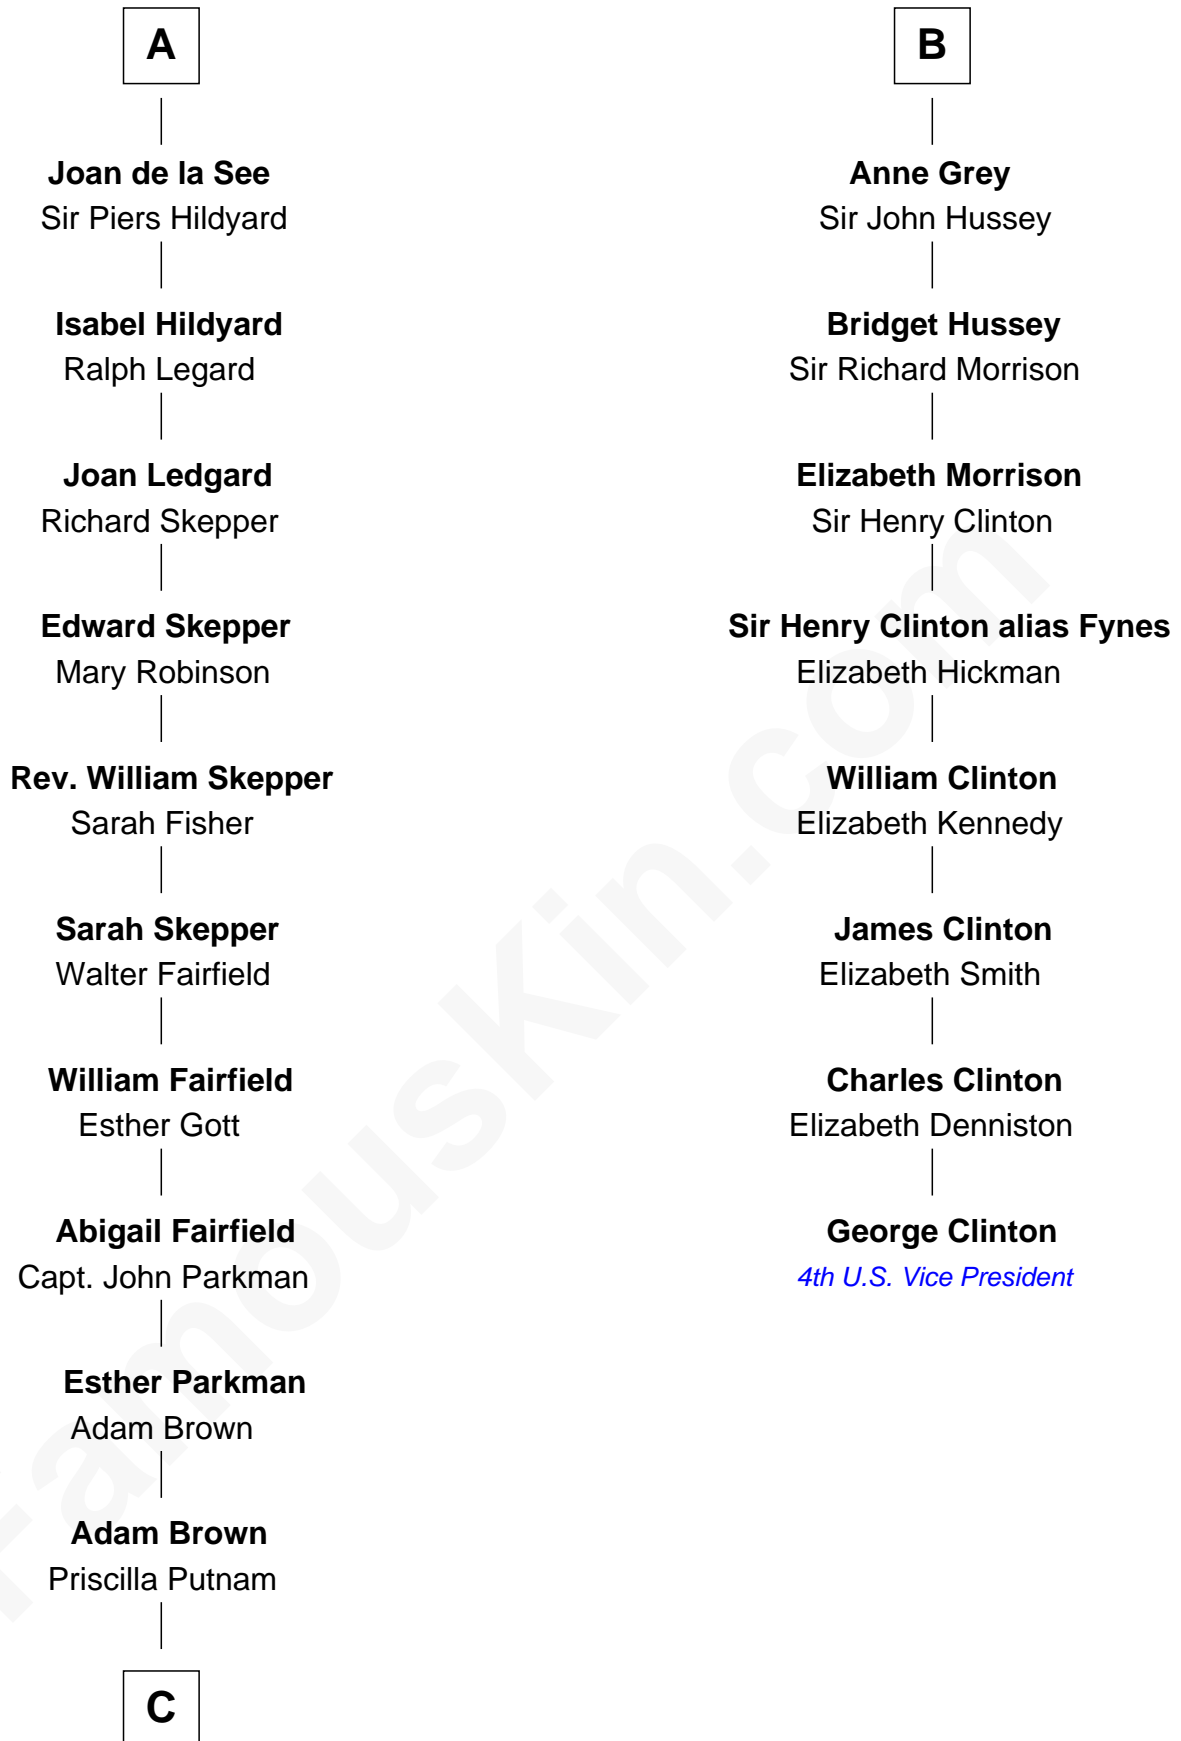 A
Joan de la See
Sir Piers Hildyard
Isabel Hildyard
Ralph Legard
Joan Ledgard
Richard Skepper
Edward Skepper
Mary Robinson
Rev. William Skepper
Sarah Fisher
Sarah Skepper
Walter Fairfield
William Fairfield
Esther Gott
Abigail Fairfield
Capt. John Parkman
Esther Parkman
Adam Brown
Adam Brown
Priscilla Putnam
C
B
Anne Grey
Sir John Hussey
Bridget Hussey
Sir Richard Morrison
Elizabeth Morrison
Sir Henry Clinton
Sir Henry Clinton alias Fynes
Elizabeth Hickman
William Clinton
Elizabeth Kennedy
James Clinton
Elizabeth Smith
Charles Clinton
Elizabeth Denniston
George Clinton
4th U.S. Vice President
FamousKin.com